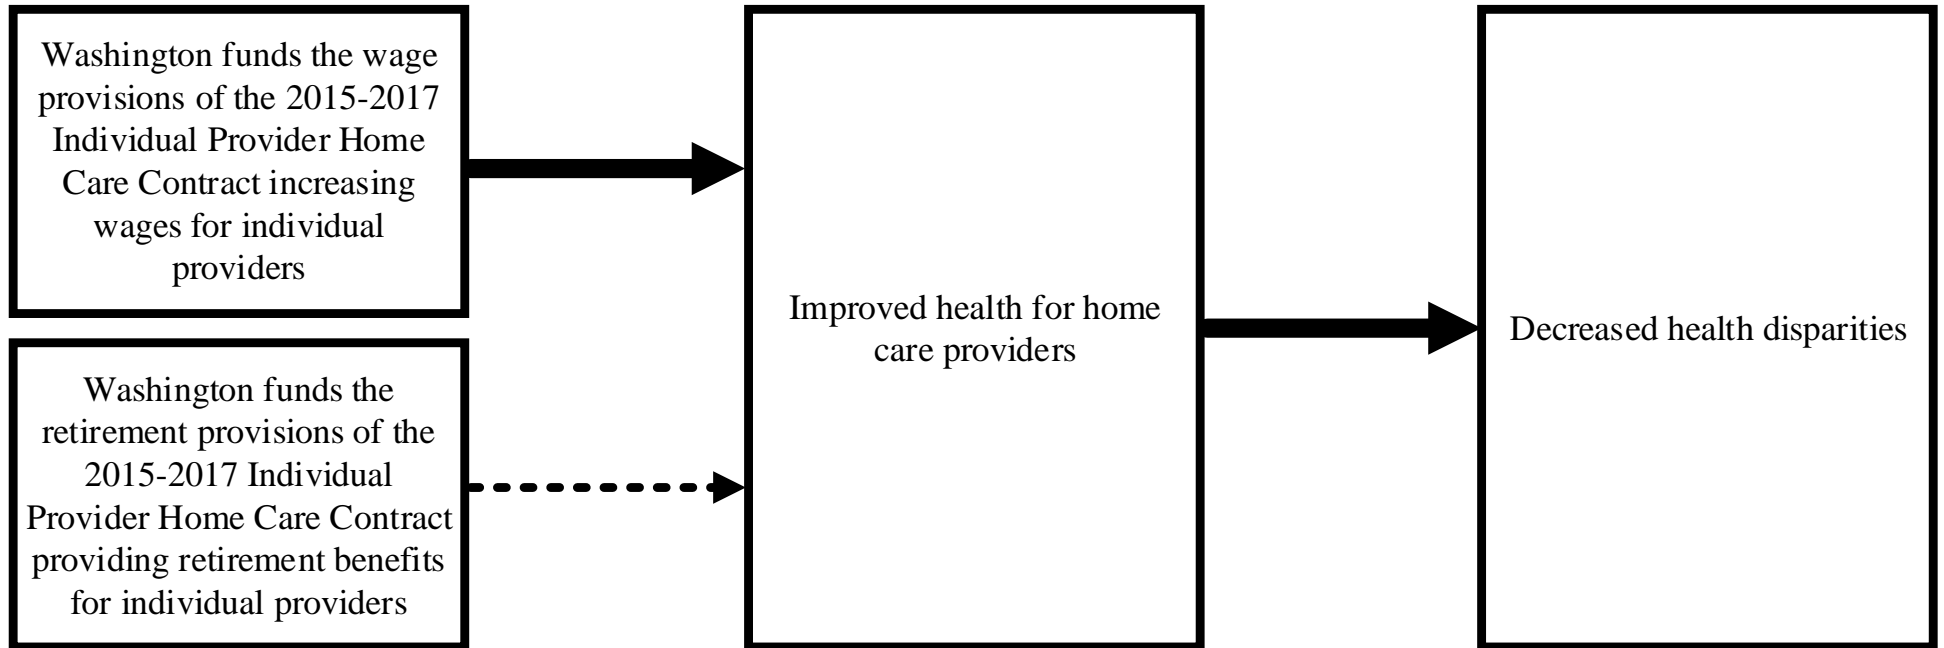 Washington funds the wage
provisions of the 2015-2017
Individual Provider Home
Care Contract increasing
wages for individual
providers
Washington funds the
retirement provisions of the
2015-2017 Individual
Provider Home Care Contract
providing retirement benefits
for individual providers
Improved health for home
care providers
Decreased health disparities